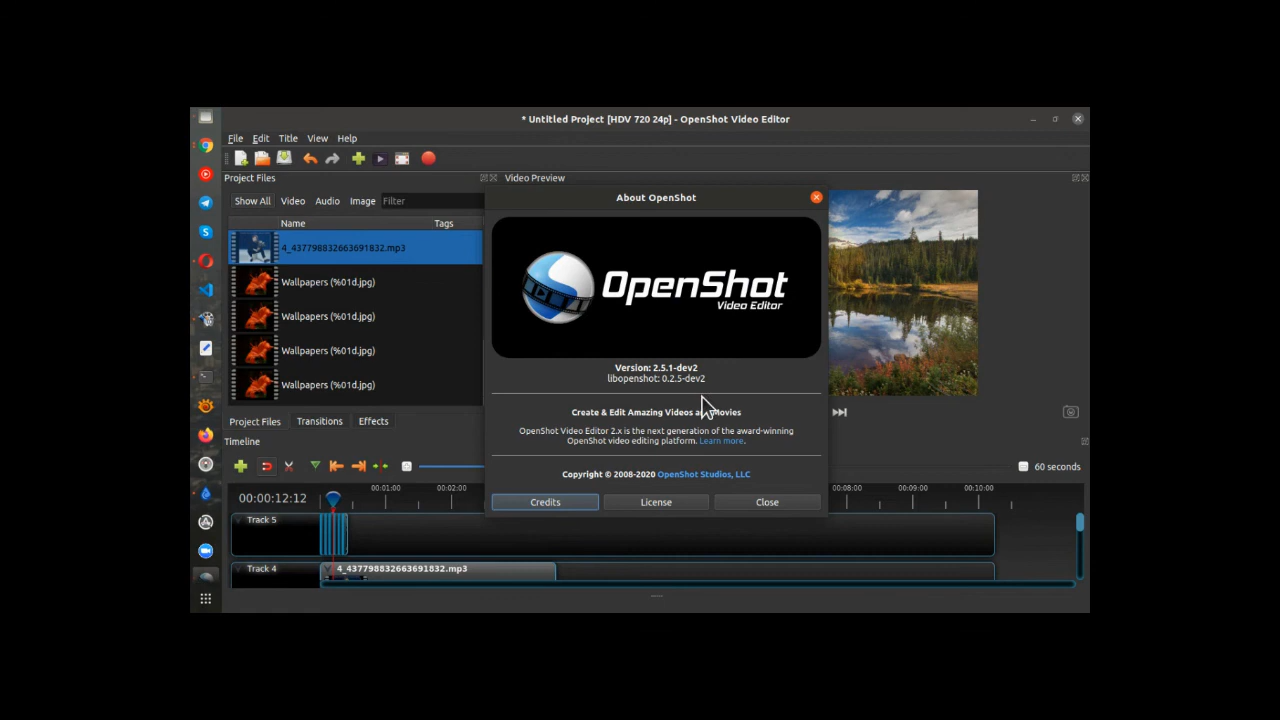 * Untitled Project [HDV 720 24p] - OpenShot Video Editor
File Edit Title View Help
Project Files
Video Preview
Show All Video Audio Image Filter
Name Tags
4_437798832663691832.mp3
Wallpapers (%01d.jpg)
Wallpapers (%01d.jpg)
Wallpapers (%01d.jpg)
Wallpapers (%01d.jpg)
Project Files Transitions Effects
About OpenShot
OpenShot
Video Editor
Version: 2.5.1-dev2
libopenshot: 0.2.5-dev2
Create & Edit Amazing Videos Movies
OpenShot Video Editor 2.x is the next generation of the award-winning
OpenShot video editing platform. Learn more.
Copyright © 2008-2020 OpenShot Studios, LLC
Credits License Close
Timeline
60 seconds
00:00:12:12
00:01:00 00:02:00 00:08:00 00:09:00 00:10:00
Track 5
Track 4
4_437798832663691832.mp3